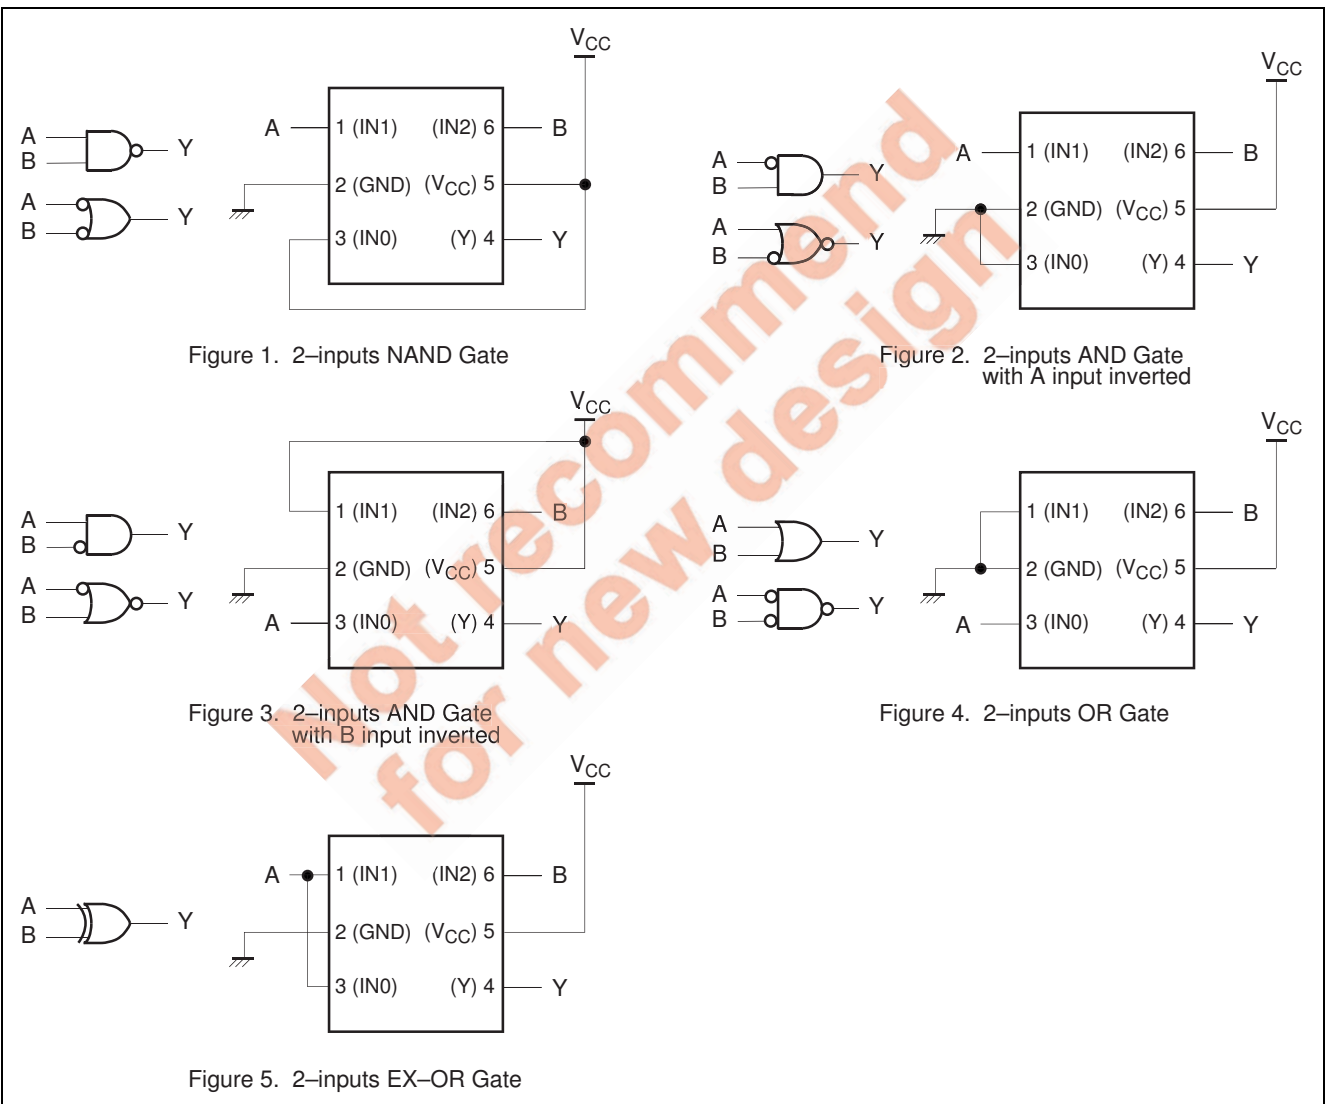 VCC
A
B
Y
A
B
Y
A
1 (IN1)
(IN2) 6
B
2 (GND)
(VCC) 5
3 (IN0)
(Y) 4
Y
Figure 1. 2–inputs NAND Gate
VCC
A
B
Y
A
B
Y
A
1 (IN1)
(IN2) 6
B
2 (GND)
(VCC) 5
3 (IN0)
(Y) 4
Y
Figure 2. 2–inputs AND Gate
with A input inverted
VCC
A
B
Y
A
B
Y
1 (IN1)
(IN2) 6
B
2 (GND)
(VCC) 5
A
3 (IN0)
(Y) 4
Y
Figure 3. 2–inputs AND Gate
with B input inverted
VCC
A
B
Y
A
B
Y
1 (IN1)
(IN2) 6
B
2 (GND)
(VCC) 5
A
3 (IN0)
(Y) 4
Y
Figure 4. 2–inputs OR Gate
VCC
A
B
Y
A
1 (IN1)
(IN2) 6
B
2 (GND)
(VCC) 5
3 (IN0)
(Y) 4
Y
Figure 5. 2–inputs EX–OR Gate
Not recommend
for new design